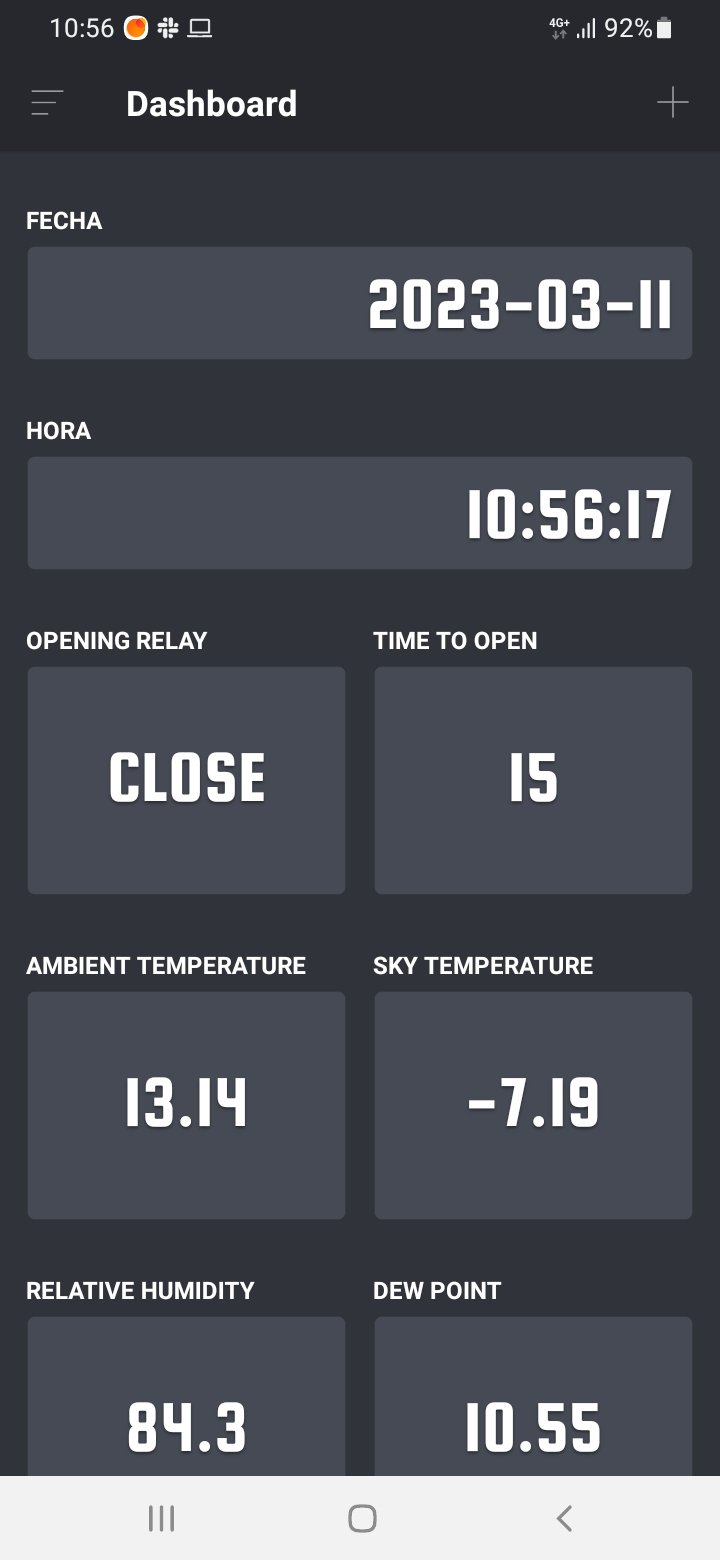 10:56 4G+ 92%
Dashboard
FECHA
2023-03-11
HORA
10:56:17
OPENING RELAY TIME TO OPEN
CLOSE 15
AMBIENT TEMPERATURE SKY TEMPERATURE
13.14 -7.19
RELATIVE HUMIDITY DEW POINT
84.3 10.55